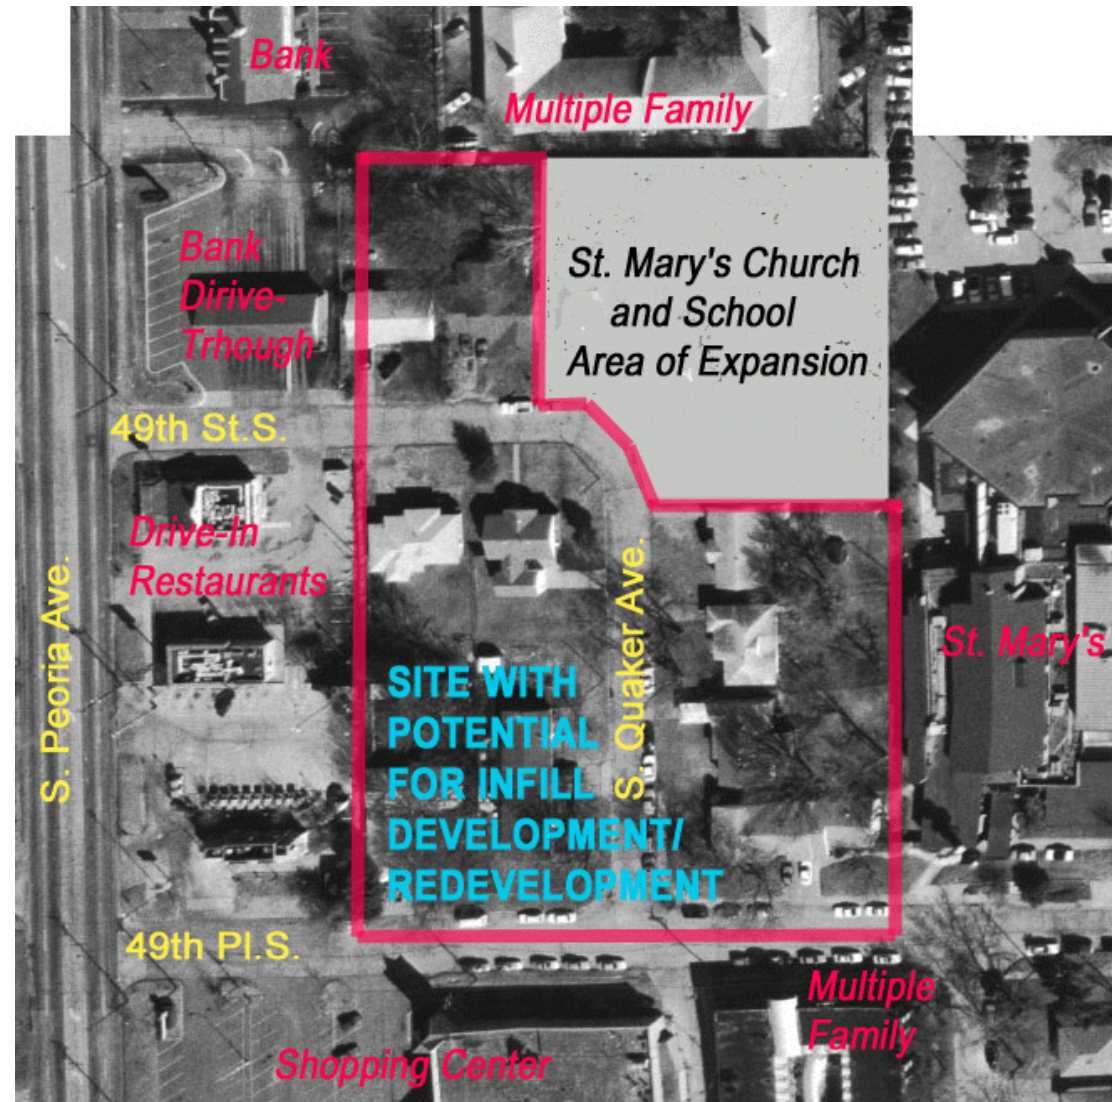 Bank
Multiple Family
Bank
Dirive-
Trhough
St. Mary's Church
and School
Area of Expansion
49th St.S.
Drive-In
Restaurants
S. Peoria Ave.
S. Quaker Ave.
St. Mary's
SITE WITH
POTENTIAL
FOR INFILL
DEVELOPMENT/
REDEVELOPMENT
49th Pl.S.
Multiple
Family
Shopping Center